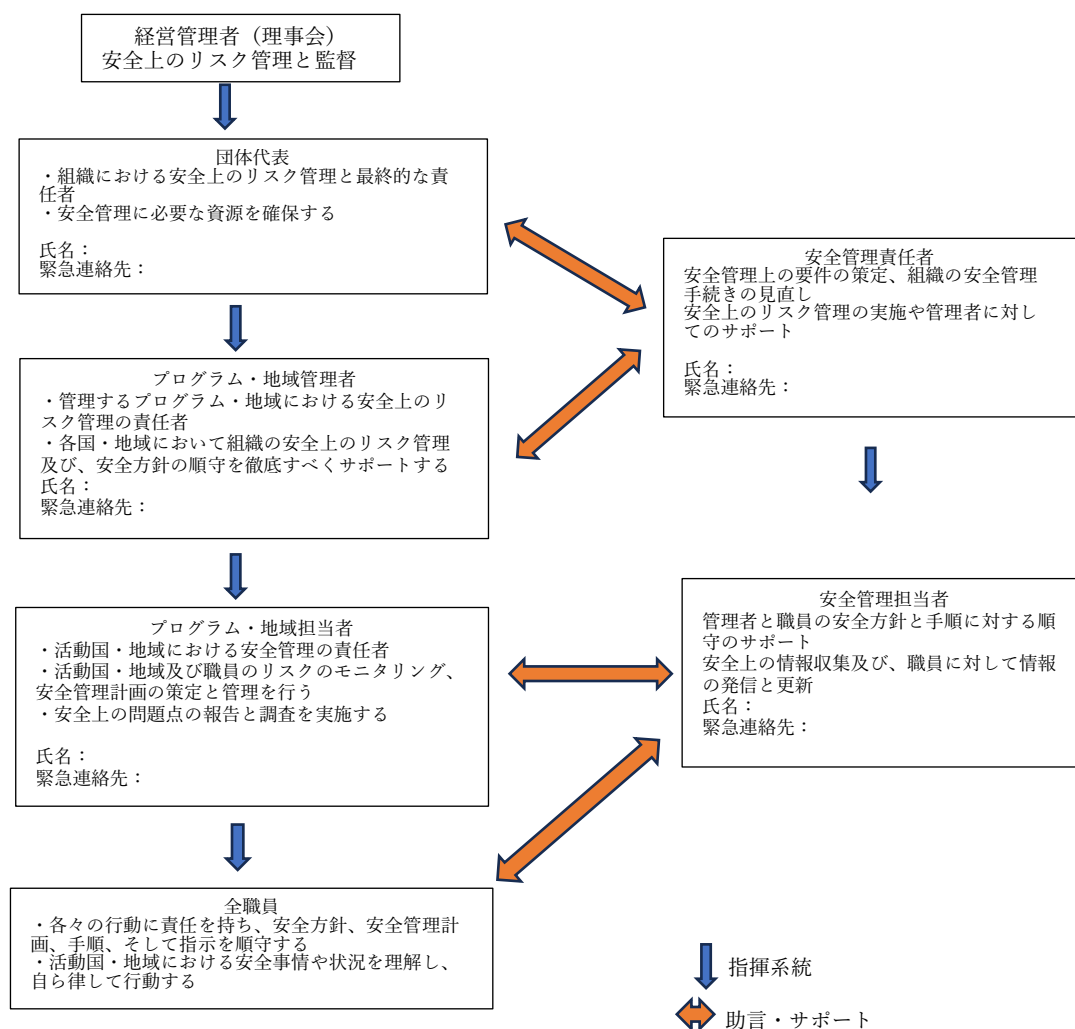 経営管理者（理事会）
安全上のリスク管理と監督
団体代表
・組織における安全上のリスク管理と最終的な責
任者
・安全管理に必要な資源を確保する
氏名：
緊急連絡先：
安全管理責任者
安全管理上の要件の策定、組織の安全管理
手続きの見直し
安全上のリスク管理の実施や管理者に対し
てのサポート
氏名：
緊急連絡先：
プログラム・地域管理者
・管理するプログラム・地域における安全上のリ
スク管理の責任者
・各国・地域において組織の安全上のリスク管理
及び、安全方針の順守を徹底すべくサポートする
氏名：
緊急連絡先：
プログラム・地域担当者
・活動国・地域における安全管理の責任者
・活動国・地域及び職員のリスクのモニタリング、
安全管理計画の策定と管理を行う
・安全上の問題点の報告と調査を実施する
氏名：
緊急連絡先：
安全管理担当者
管理者と職員の安全方針と手順に対する順
守のサポート
安全上の情報収集及び、職員に対して情報
の発信と更新
氏名：
緊急連絡先：
全職員
・各々の行動に責任を持ち、安全方針、安全管理計
画、手順、そして指示を順守する
・活動国・地域における安全事情や状況を理解し、
自ら律して行動する
指揮系統
助言・サポート